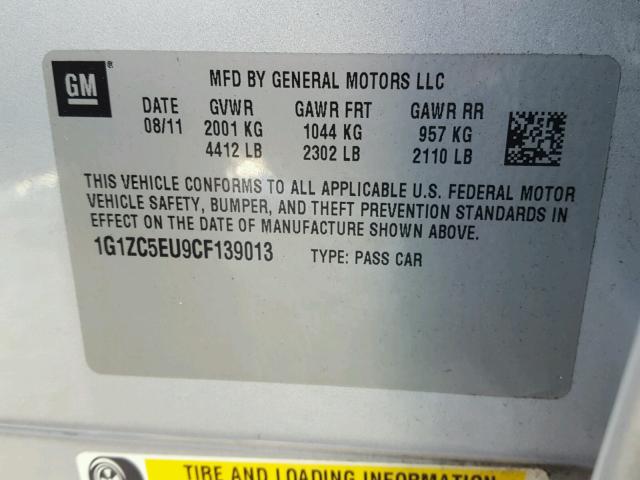 GM®
MFD BY GENERAL MOTORS LLC
DATE GVWR GAWR FRT GAWR RR
08/11 2001 KG 1044 KG 957 KG
4412 LB 2302 LB 2110 LB
THIS VEHICLE CONFORMS TO ALL APPLICABLE U.S. FEDERAL MOTOR
VEHICLE SAFETY, BUMPER, AND THEFT PREVENTION STANDARDS IN
EFFECT ON THE DATE OF MANUFACTURE SHOWN ABOVE.
1G1ZC5EU9CF139013 TYPE: PASS CAR
TIRE AND LOADING INFORMATION